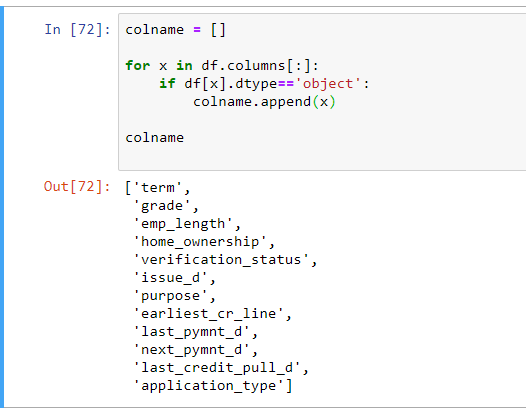 In [72]: colname = []
for x in df.columns[:]:
    if df[x].dtype=='object':
        colname.append(x)
colname
Out[72]: ['term',
 'grade',
 'emp_length',
 'home_ownership',
 'verification_status',
 'issue_d',
 'purpose',
 'earliest_cr_line',
 'last_pymnt_d',
 'next_pymnt_d',
 'last_credit_pull_d',
 'application_type']